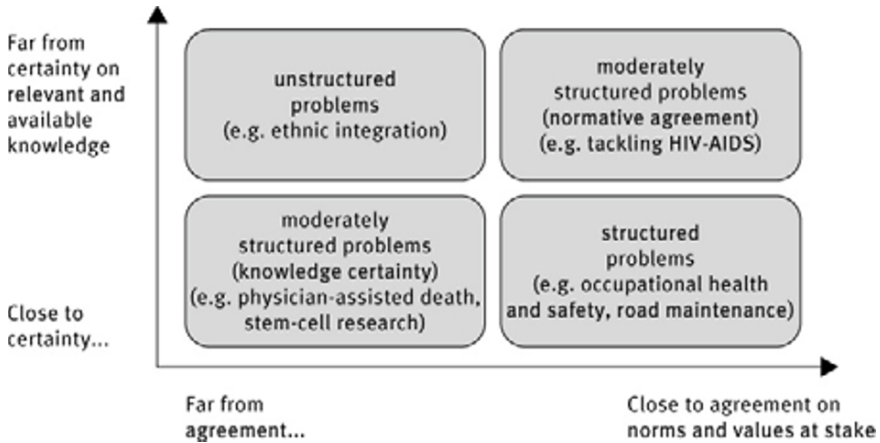 Far from
certainty on
relevant and
available
knowledge
unstructured
problems
(e.g. ethnic integration)
moderately
structured problems
(normative agreement)
(e.g. tackling HIV-AIDS)
moderately
structured problems
(knowledge certainty)
(e.g. physician-assisted death,
stem-cell research)
structured
problems
(e.g. occupational health
and safety, road maintenance)
Close to
certainty...
Far from
agreement...
Close to agreement on
norms and values at stake